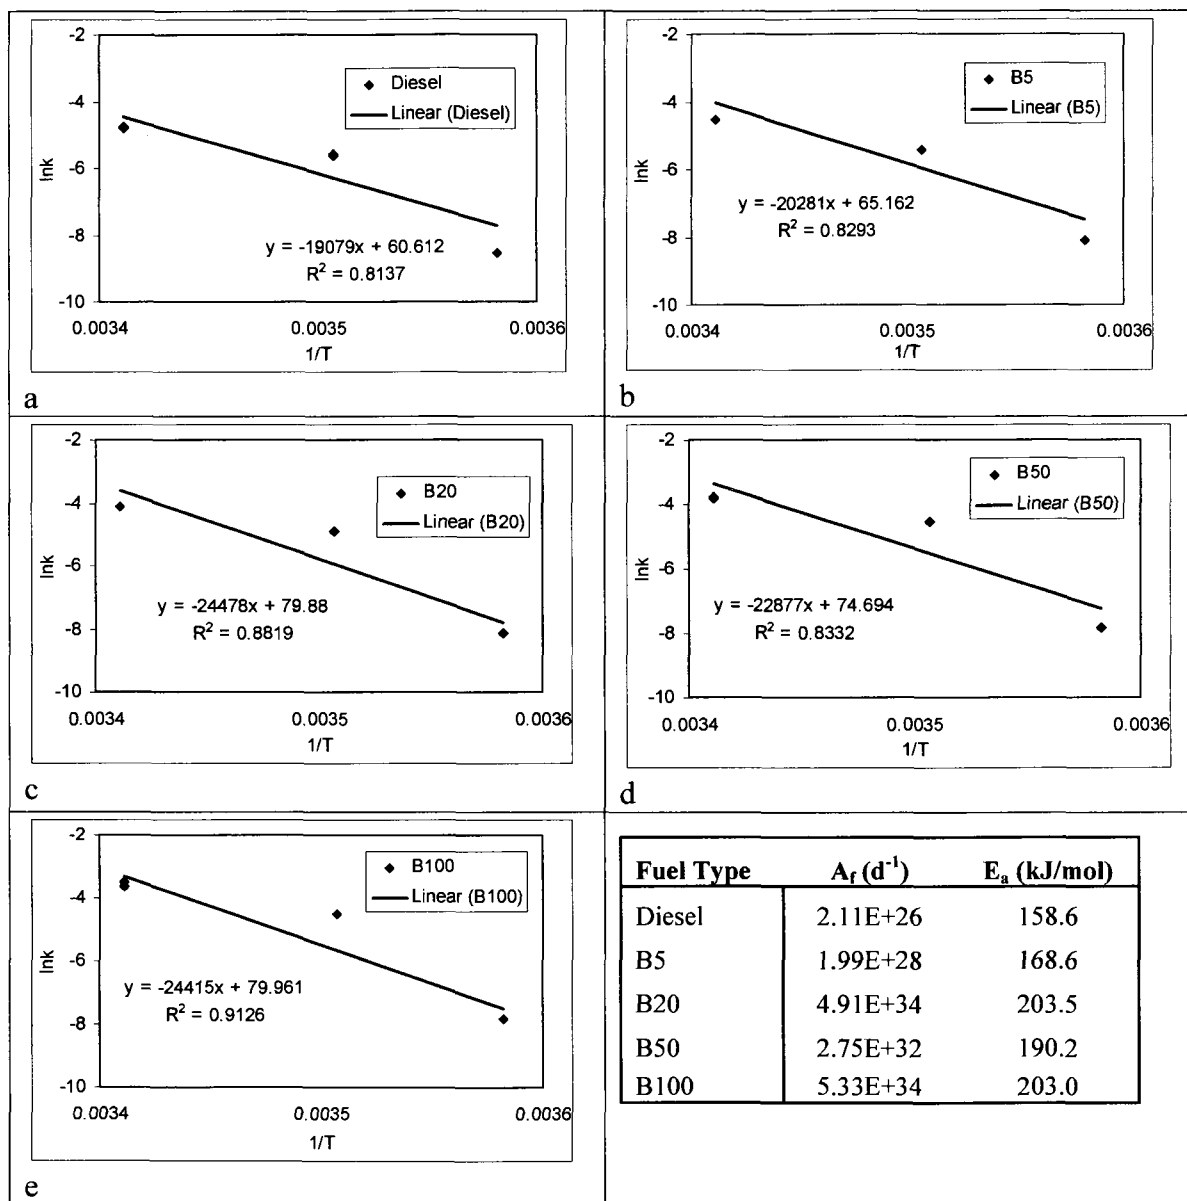 -2
-4
-6
-8
-10
lnk
Diesel
Linear (Diesel)
y = -19079x + 60.612
R² = 0.8137
0.0034 0.0035 0.0036
1/T
a
-2
-4
-6
-8
-10
lnk
B5
Linear (B5)
y = -20281x + 65.162
R² = 0.8293
0.0034 0.0035 0.0036
1/T
b
-2
-4
-6
-8
-10
lnk
B20
Linear (B20)
y = -24478x + 79.88
R² = 0.8819
0.0034 0.0035 0.0036
1/T
c
-2
-4
-6
-8
-10
lnk
B50
Linear (B50)
y = -22877x + 74.694
R² = 0.8332
0.0034 0.0035 0.0036
1/T
d
-2
-4
-6
-8
-10
lnk
B100
Linear (B100)
y = -24415x + 79.961
R² = 0.9126
0.0034 0.0035 0.0036
1/T
e
Fuel Type A_f (d⁻¹) E_a (kJ/mol)
Diesel 2.11E+26 158.6
B5 1.99E+28 168.6
B20 4.91E+34 203.5
B50 2.75E+32 190.2
B100 5.33E+34 203.0